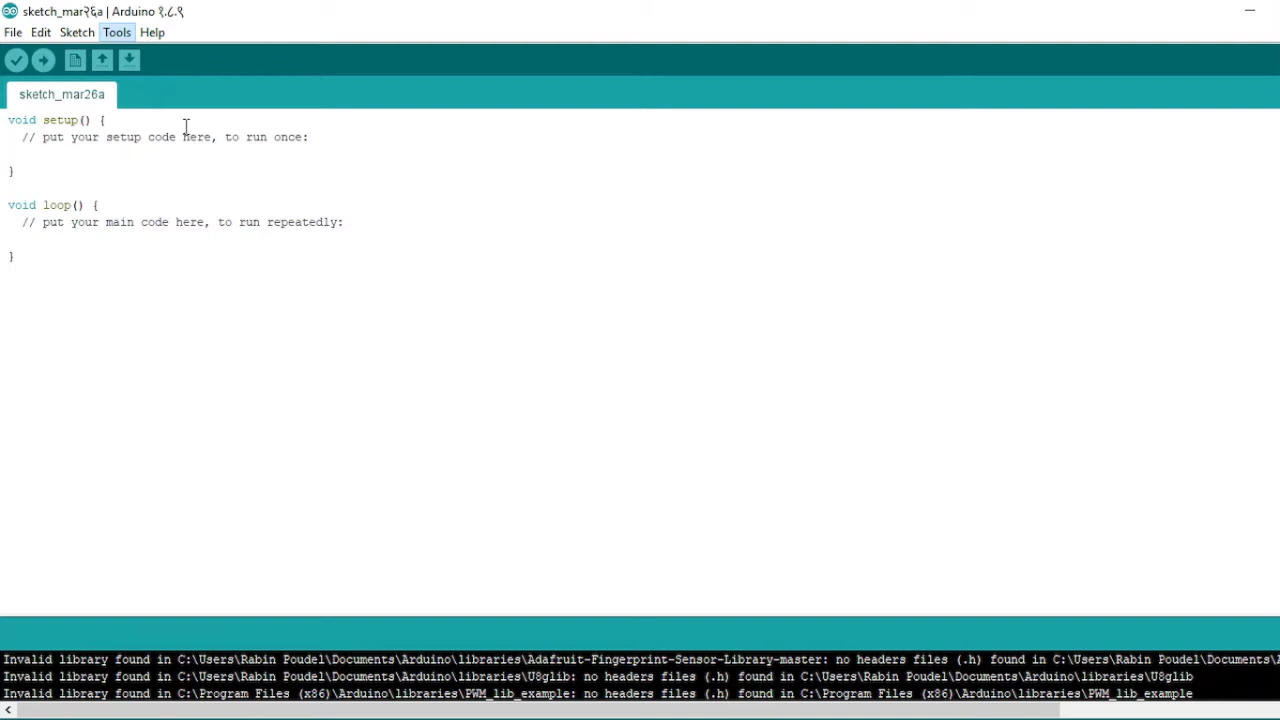 sketch_mar२६a | Arduino १.८.९
File Edit Sketch Tools Help
sketch_mar26a
void setup() {
// put your setup code here, to run once:
}
void loop() {
// put your main code here, to run repeatedly:
}
Invalid library found in C:\Users\Rabin Poudel\Documents\Arduino\libraries\Adafruit-Fingerprint-Sensor-Library-master: no headers files (.h) found in C:\Users\Rabin Poudel\Documents\
Invalid library found in C:\Users\Rabin Poudel\Documents\Arduino\libraries\U8glib: no headers files (.h) found in C:\Users\Rabin Poudel\Documents\Arduino\libraries\U8glib
Invalid library found in C:\Program Files (x86)\Arduino\libraries\PWM_lib_example: no headers files (.h) found in C:\Program Files (x86)\Arduino\libraries\PWM_lib_example